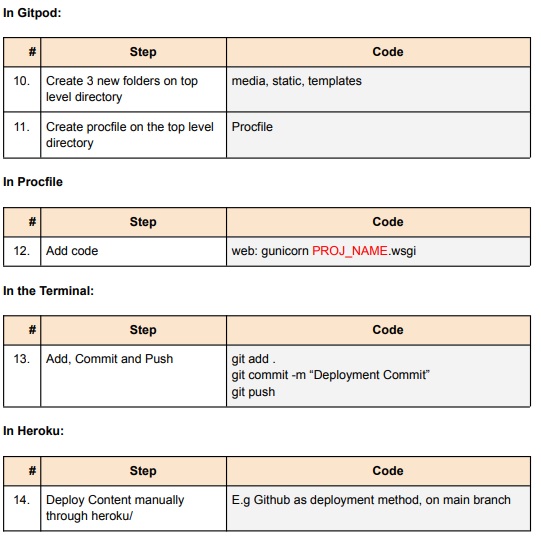 In Gitpod:
# Step Code
10. Create 3 new folders on top media, static, templates
level directory
11. Create procfile on the top level Procfile
directory
In Procfile
# Step Code
12. Add code web: gunicorn PROJ_NAME.wsgi
In the Terminal:
# Step Code
13. Add, Commit and Push git add .
git commit -m “Deployment Commit”
git push
In Heroku:
# Step Code
14. Deploy Content manually E.g Github as deployment method, on main branch
through heroku/